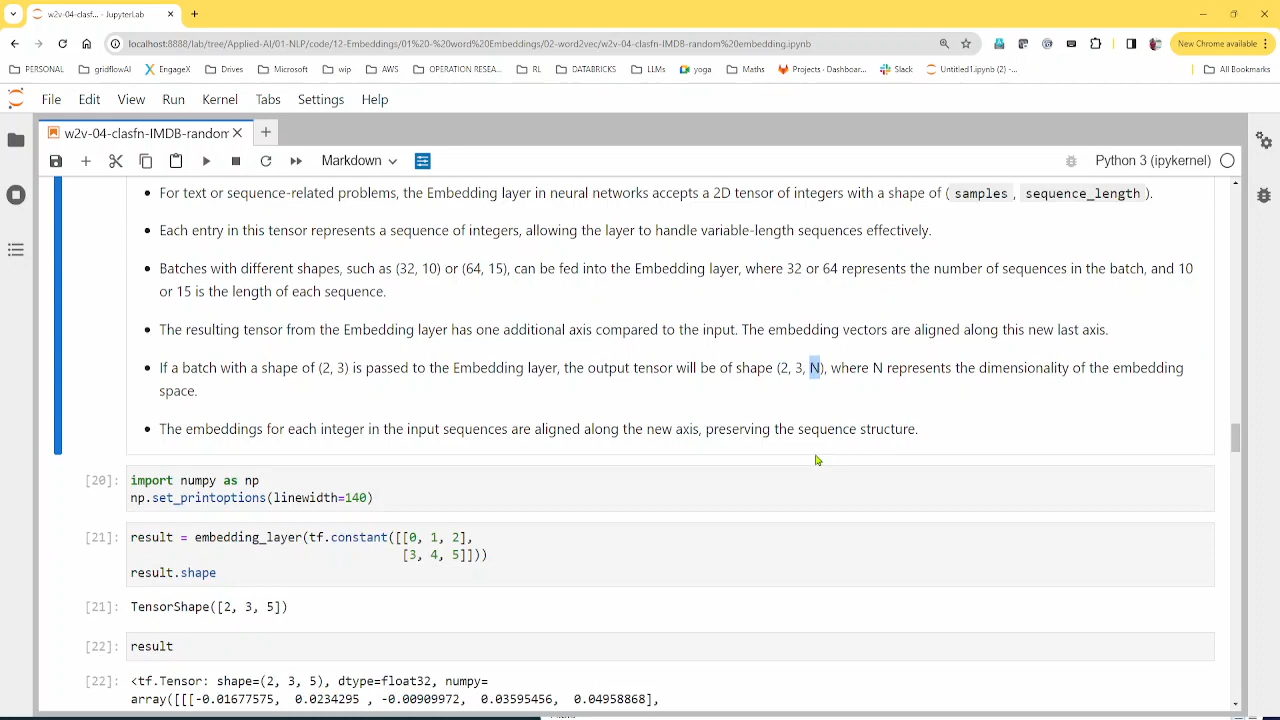 w2v-04-clasf... - JupyterLab
localhost:8888/lab/tree/Applied-AI/01-NLP/code/12_Embeddings/01%20-%20word%20Embeddings/02-word2vec/w2v-04-clasfn-IMDB-random%20embedding.ipynb
New Chrome available
PERSONAL gridflowAI EngageX Drives Microsoft wip AWS OPERATION RESEA... RL DATABRICKS LLMs yoga Maths Projects · Dashboar... Slack Untitled1.ipynb (2) -... All Bookmarks
File Edit View Run Kernel Tabs Settings Help
w2v-04-clasfn-IMDB-random
Markdown Python 3 (ipykernel)
• For text or sequence-related problems, the Embedding layer in neural networks accepts a 2D tensor of integers with a shape of ( samples , sequence_length ).
• Each entry in this tensor represents a sequence of integers, allowing the layer to handle variable-length sequences effectively.
• Batches with different shapes, such as (32, 10) or (64, 15), can be fed into the Embedding layer, where 32 or 64 represents the number of sequences in the batch, and 10
or 15 is the length of each sequence.
• The resulting tensor from the Embedding layer has one additional axis compared to the input. The embedding vectors are aligned along this new last axis.
• If a batch with a shape of (2, 3) is passed to the Embedding layer, the output tensor will be of shape (2, 3, N), where N represents the dimensionality of the embedding
space.
• The embeddings for each integer in the input sequences are aligned along the new axis, preserving the sequence structure.
[20]: import numpy as np
np.set_printoptions(linewidth=140)
[21]: result = embedding_layer(tf.constant([[0, 1, 2],
[3, 4, 5]]))
result.shape
[21]: TensorShape([2, 3, 5])
[22]: result
[22]: <tf.Tensor: shape=(2, 3, 5), dtype=float32, numpy=
array([[[-0.01677575, 0.0234295 , -0.00909972, 0.03595456, 0.04958868],